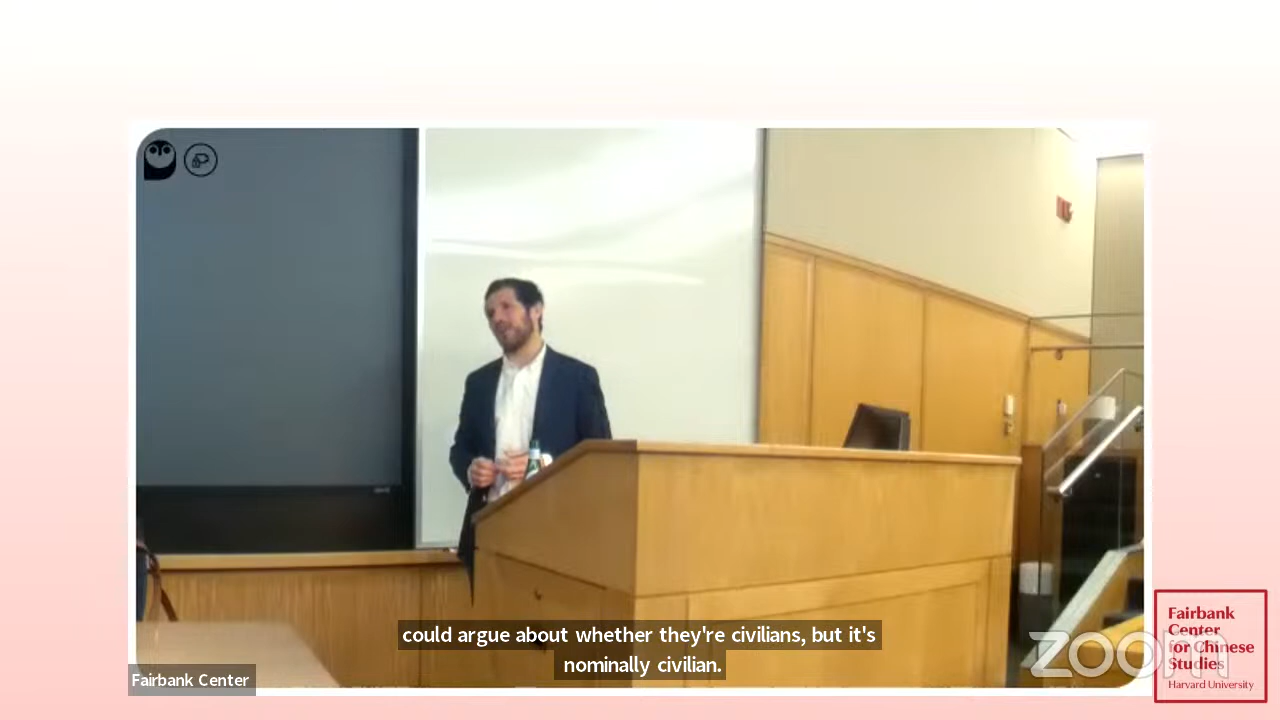 could argue about whether they're civilians, but it's
nominally civilian.
Fairbank Center
zoom
Fairbank
Center
for Chinese
Studies
Harvard University